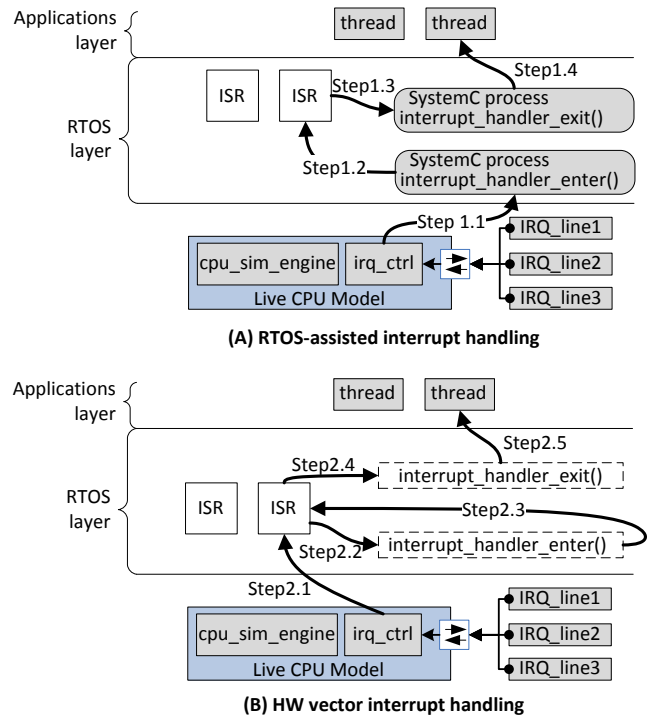 Applications
layer
thread
thread
Step1.4
Step1.3
ISR
ISR
SystemC process
interrupt_handler_exit()
RTOS
layer
Step1.2
SystemC process
interrupt_handler_enter()
Step 1.1
cpu_sim_engine
irq_ctrl
Live CPU Model
IRQ_line1
IRQ_line2
IRQ_line3
(A) RTOS-assisted interrupt handling
Applications
layer
thread
thread
Step2.5
Step2.4
interrupt_handler_exit()
RTOS
layer
ISR
ISR
Step2.3
Step2.2
interrupt_handler_enter()
Step2.1
cpu_sim_engine
irq_ctrl
Live CPU Model
IRQ_line1
IRQ_line2
IRQ_line3
(B) HW vector interrupt handling